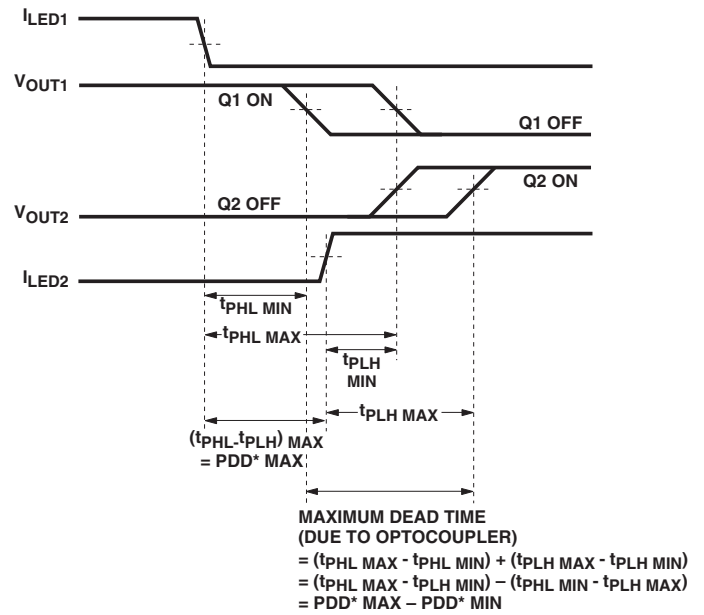 ILED1
VOUT1
Q1 ON
Q1 OFF
Q2 ON
Q2 OFF
VOUT2
ILED2
tPHL MIN
tPHL MAX
tPLH
MIN
tPLH MAX
(tPHL-tPLH) MAX
= PDD* MAX
MAXIMUM DEAD TIME
(DUE TO OPTOCOUPLER)
= (tPHL MAX - tPHL MIN) + (tPLH MAX - tPLH MIN)
= (tPHL MAX - tPLH MIN) – (tPHL MIN - tPLH MAX)
= PDD* MAX – PDD* MIN